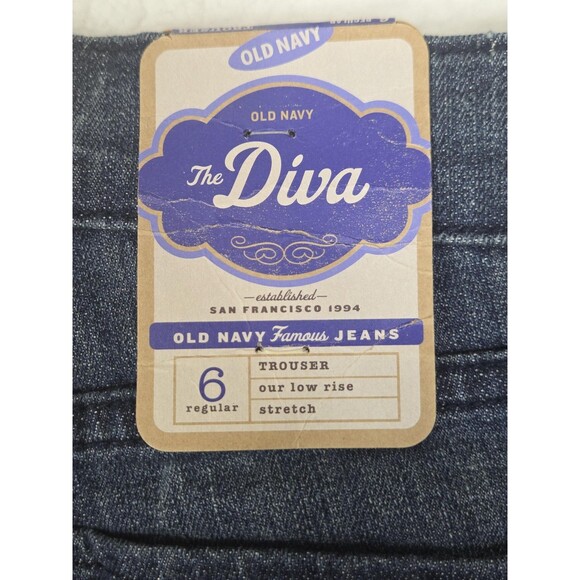 OLD NAVY
OLD NAVY
The Diva
established
SAN FRANCISCO 1994
OLD NAVY Famous JEANS
6
regular
TROUSER
our low rise
stretch